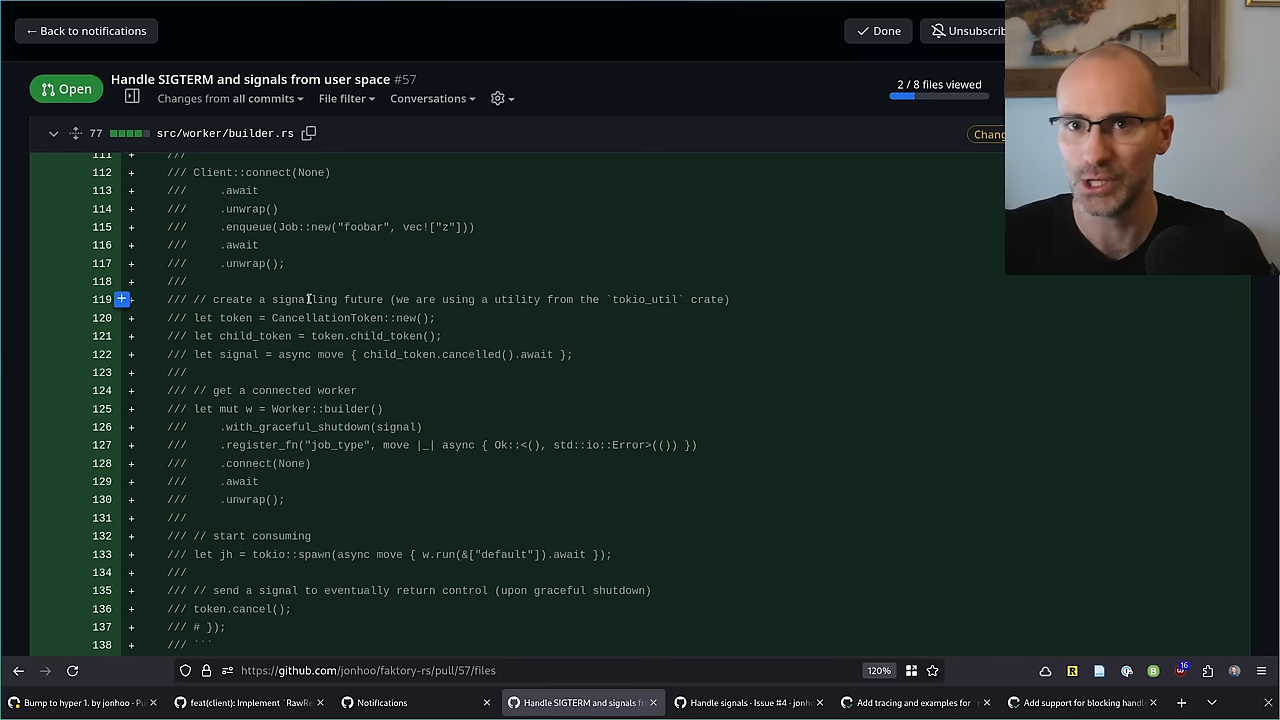 ← Back to notifications
Done
Unsubscrib
Open
Handle SIGTERM and signals from user space #57
Changes from all commits
File filter
Conversations
2 / 8 files viewed
77 src/worker/builder.rs
Chang
111 + ///
112 + /// Client::connect(None)
113 + /// .await
114 + /// .unwrap()
115 + /// .enqueue(Job::new("foobar", vec!["z"]))
116 + /// .await
117 + /// .unwrap();
118 + ///
119 + /// // create a signalling future (we are using a utility from the `tokio_util` crate)
120 + /// let token = CancellationToken::new();
121 + /// let child_token = token.child_token();
122 + /// let signal = async move { child_token.cancelled().await };
123 + ///
124 + /// // get a connected worker
125 + /// let mut w = Worker::builder()
126 + /// .with_graceful_shutdown(signal)
127 + /// .register_fn("job_type", move |_| async { Ok::<(), std::io::Error>(()) })
128 + /// .connect(None)
129 + /// .await
130 + /// .unwrap();
131 + ///
132 + /// // start consuming
133 + /// let jh = tokio::spawn(async move { w.run(&["default"]).await });
134 + ///
135 + /// // send a signal to eventually return control (upon graceful shutdown)
136 + /// token.cancel();
137 + /// # });
138 + /// ```
https://github.com/jonhoo/faktory-rs/pull/57/files
120%
16
Bump to hyper 1. by jonhoo · Pu
feat(client): Implement `RawRe
Notifications
Handle SIGTERM and signals fr
Handle signals · Issue #4 · jonho
Add tracing and examples for
Add support for blocking handle